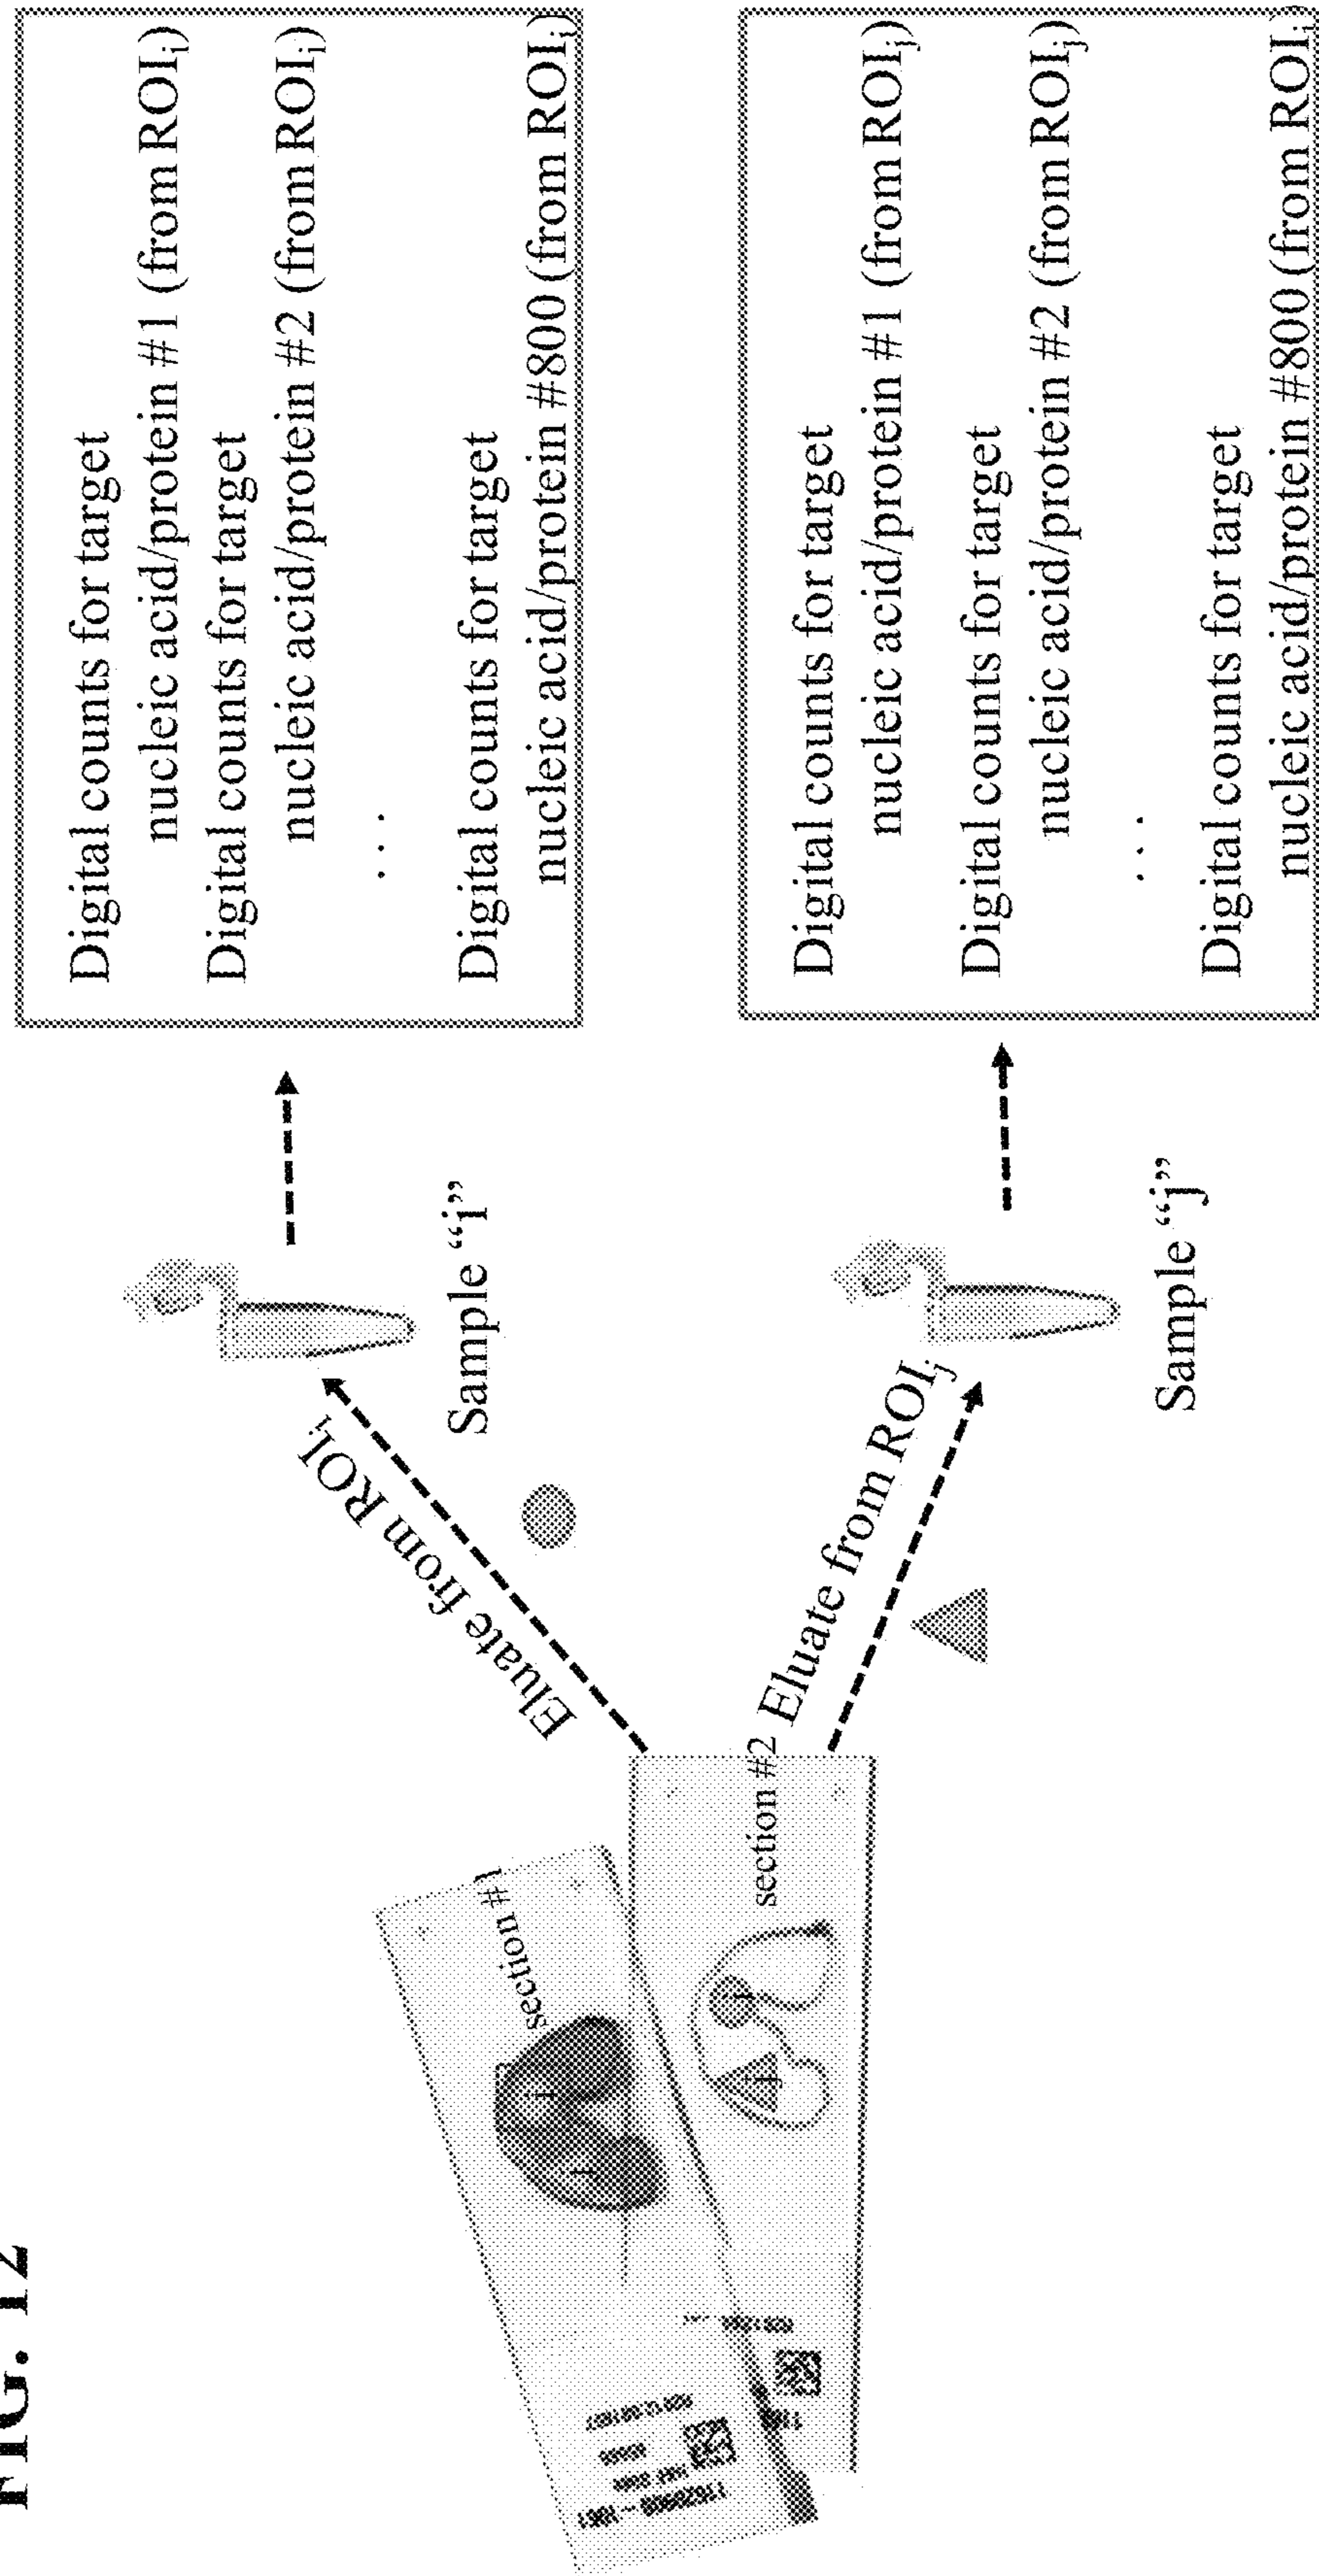 FIG. 12
section #1
section #2
Eluate from ROIi
Eluate from ROIj
Sample “i”
Sample “j”
Digital counts for target
nucleic acid/protein #1 (from ROIi)
Digital counts for target
nucleic acid/protein #2 (from ROIi)
. . .
Digital counts for target
nucleic acid/protein #800 (from ROIi)
Digital counts for target
nucleic acid/protein #1 (from ROIj)
Digital counts for target
nucleic acid/protein #2 (from ROIj)
. . .
Digital counts for target
nucleic acid/protein #800 (from ROIj)